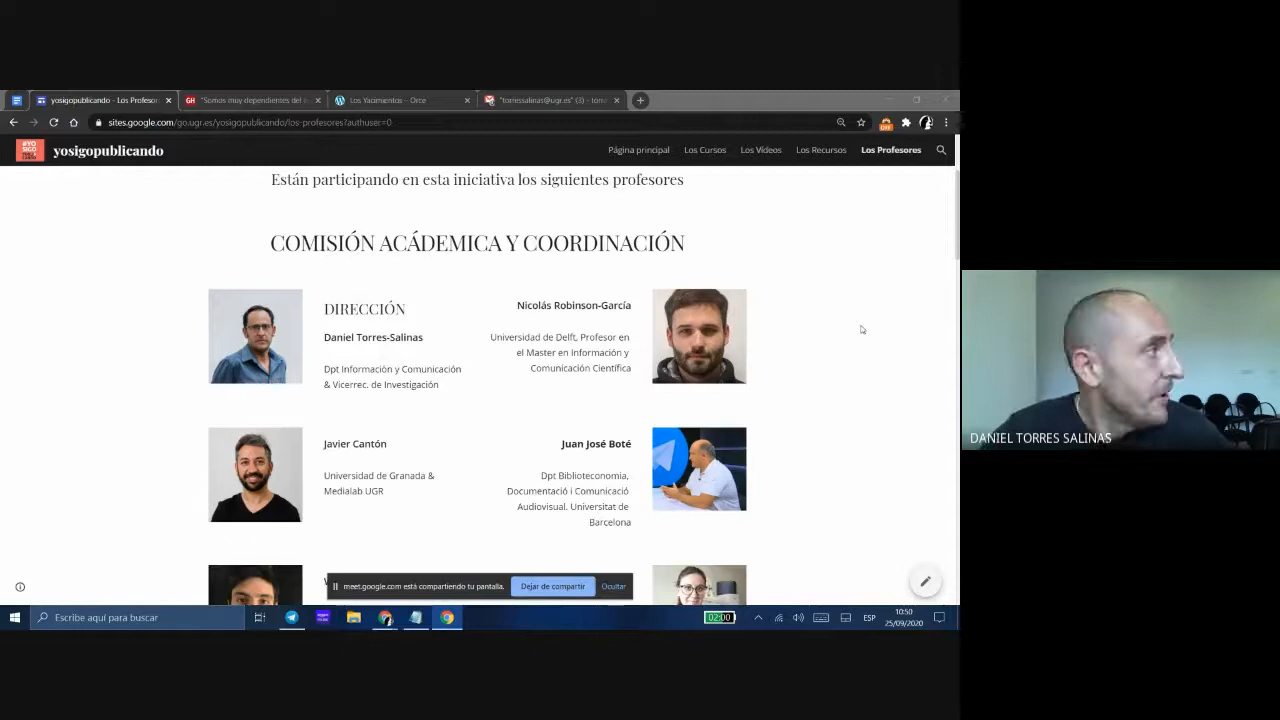 yosigopublicando - Los Profesor
"Somos muy dependientes del
Los Yacimientos – Orce
"torressalinas@ugr.es" (3) - torre
sites.google.com/go.ugr.es/yosigopublicando/los-profesores?authuser=0
#YO
SIGO
yosigopublicando
Página principal
Los Cursos
Los Vídeos
Los Recursos
Los Profesores
Están participando en esta iniciativa los siguientes profesores
COMISIÓN ACÁDEMICA Y COORDINACIÓN
DIRECCIÓN
Daniel Torres-Salinas
Dpt Información y Comunicación
& Vicerrec. de Investigación
Nicolás Robinson-García
Universidad de Delft, Profesor en
el Master en Información y
Comunicación Científica
Javier Cantón
Universidad de Granada &
Medialab UGR
Juan José Boté
Dpt Biblioteconomia,
Documentació i Comunicació
Audiovisual. Universitat de
Barcelona
meet.google.com está compartiendo tu pantalla.
Dejar de compartir
Ocultar
DANIEL TORRES SALINAS
Escribe aquí para buscar
02:00
ESP
10:50
25/09/2020